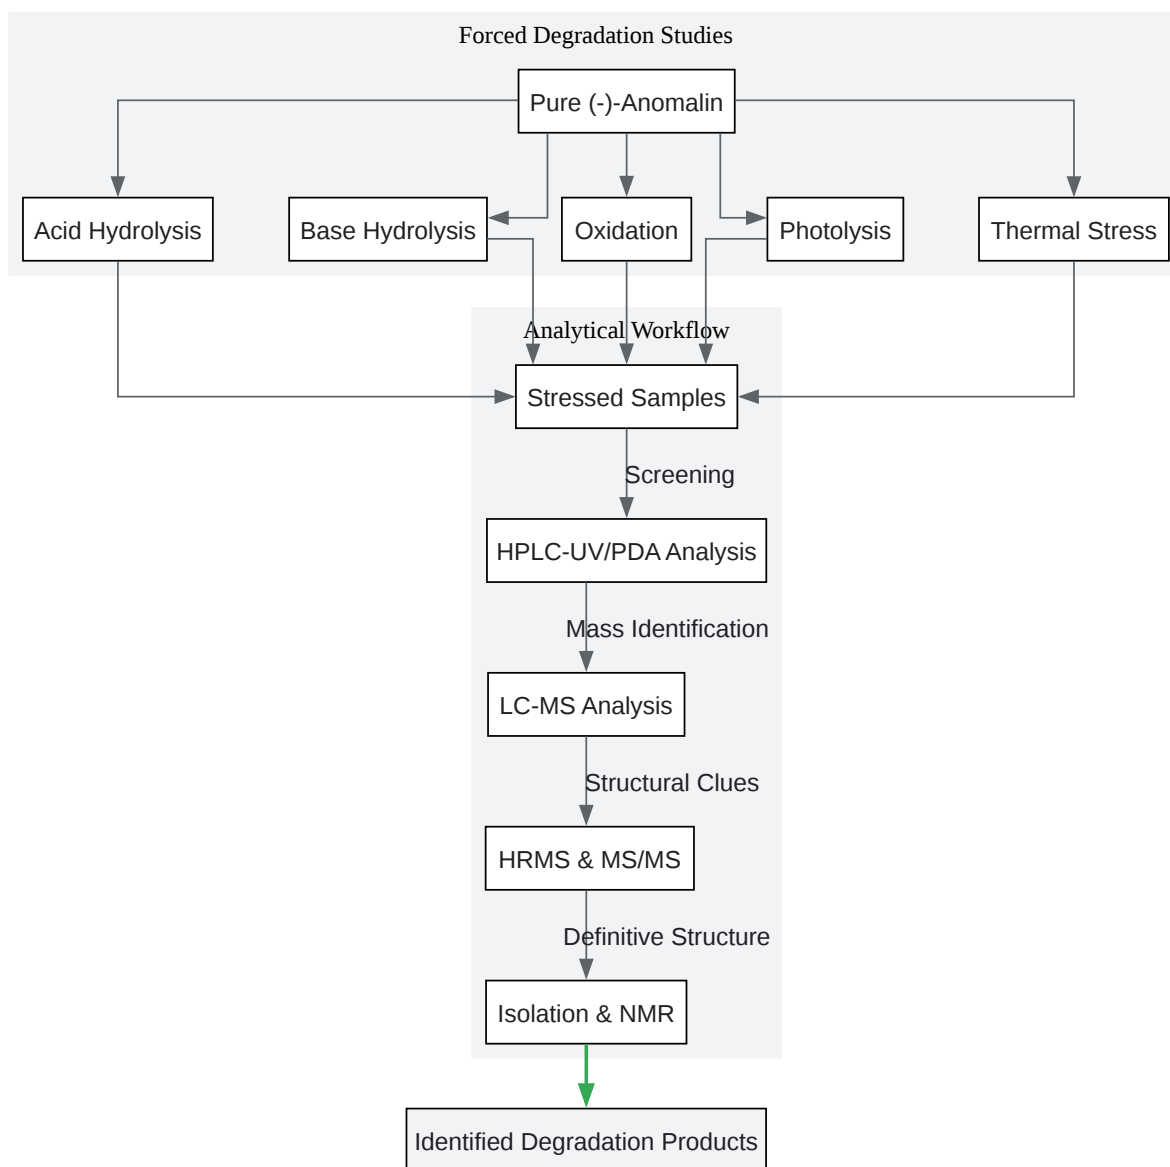 Forced Degradation Studies
Pure (-)-Anomalin
Acid Hydrolysis
Base Hydrolysis
Oxidation
Photolysis
Thermal Stress
Analytical Workflow
Stressed Samples
Screening
HPLC-UV/PDA Analysis
Mass Identification
LC-MS Analysis
Structural Clues
HRMS & MS/MS
Definitive Structure
Isolation & NMR
Identified Degradation Products